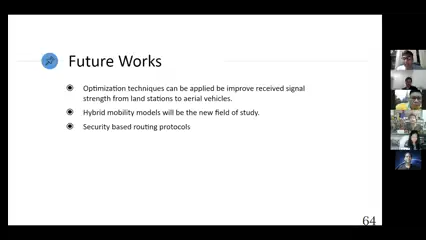 Future Works
Optimization techniques can be applied be improve received signal
strength from land stations to aerial vehicles.
Hybrid mobility models will be the new field of study.
Security based routing protocols
64